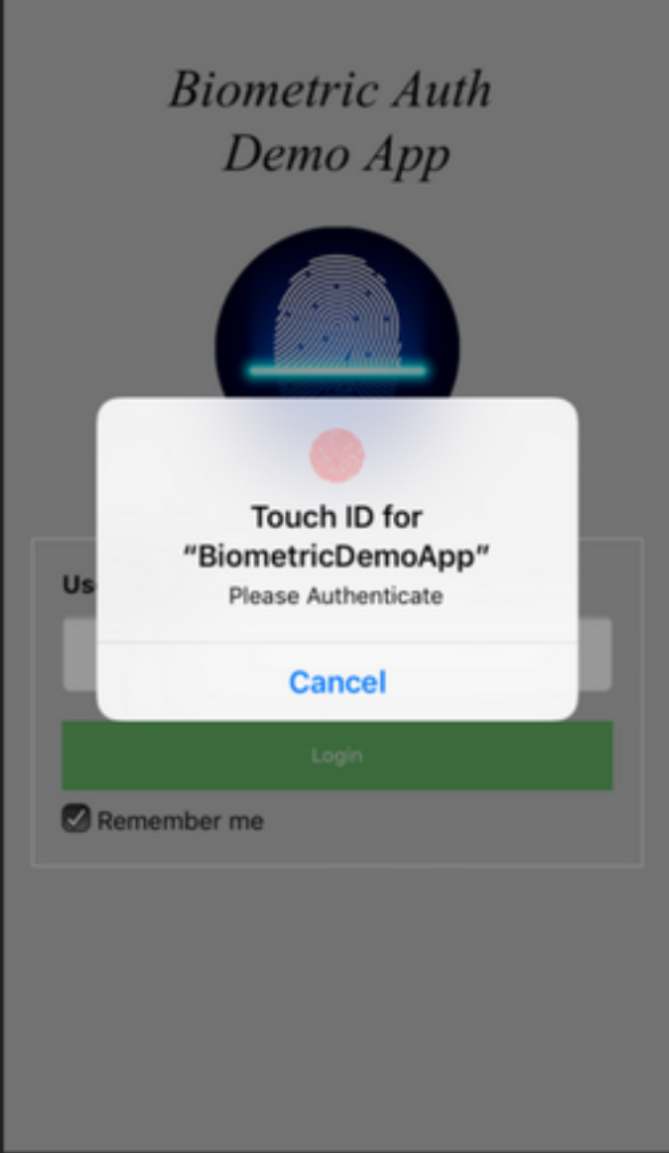 Biometric Auth
Demo App
Touch ID for
“BiometricDemoApp”
Please Authenticate
Us
Cancel
Login
Remember me